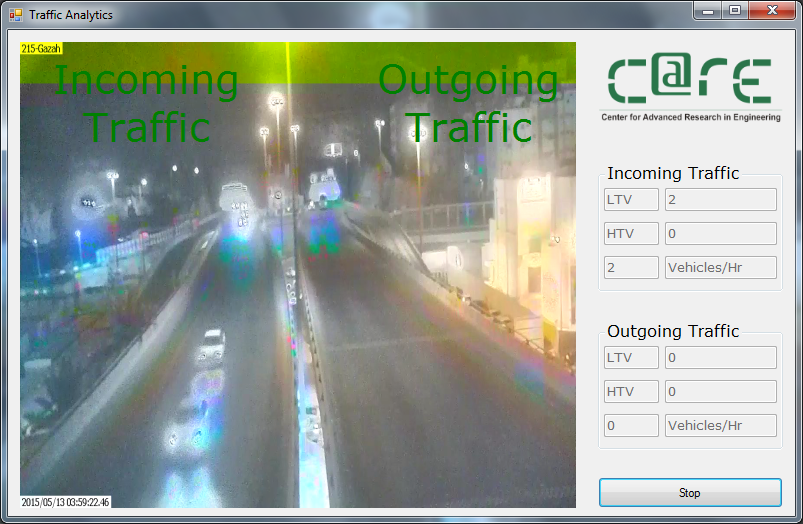 Traffic Analytics
215-Gazah
Incoming
Traffic
Outgoing
Traffic
2015/05/13 03:59:22.46
C@RE
Center for Advanced Research in Engineering
Incoming Traffic
LTV 2
HTV 0
2 Vehicles/Hr
Outgoing Traffic
LTV 0
HTV 0
0 Vehicles/Hr
Stop